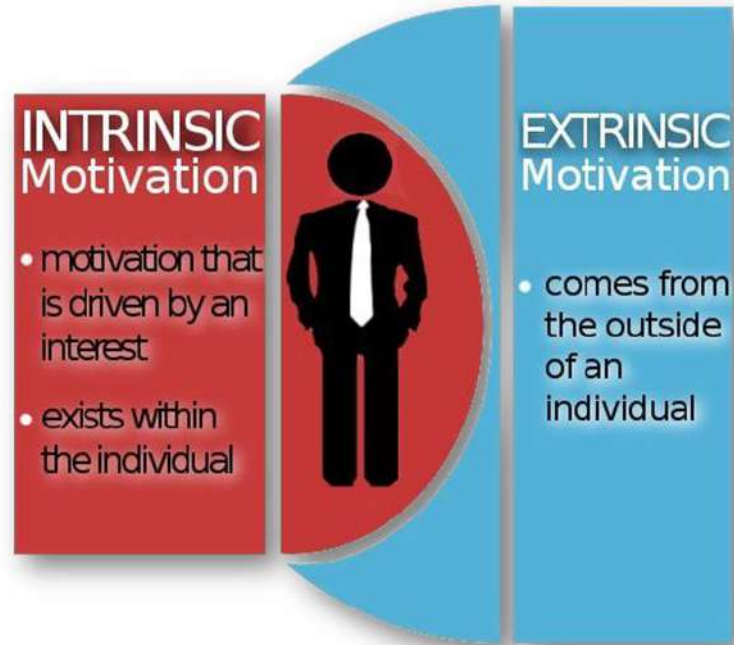 INTRINSIC
Motivation
• motivation that
is driven by an
interest
• exists within
the individual
EXTRINSIC
Motivation
• comes from
the outside
of an
individual